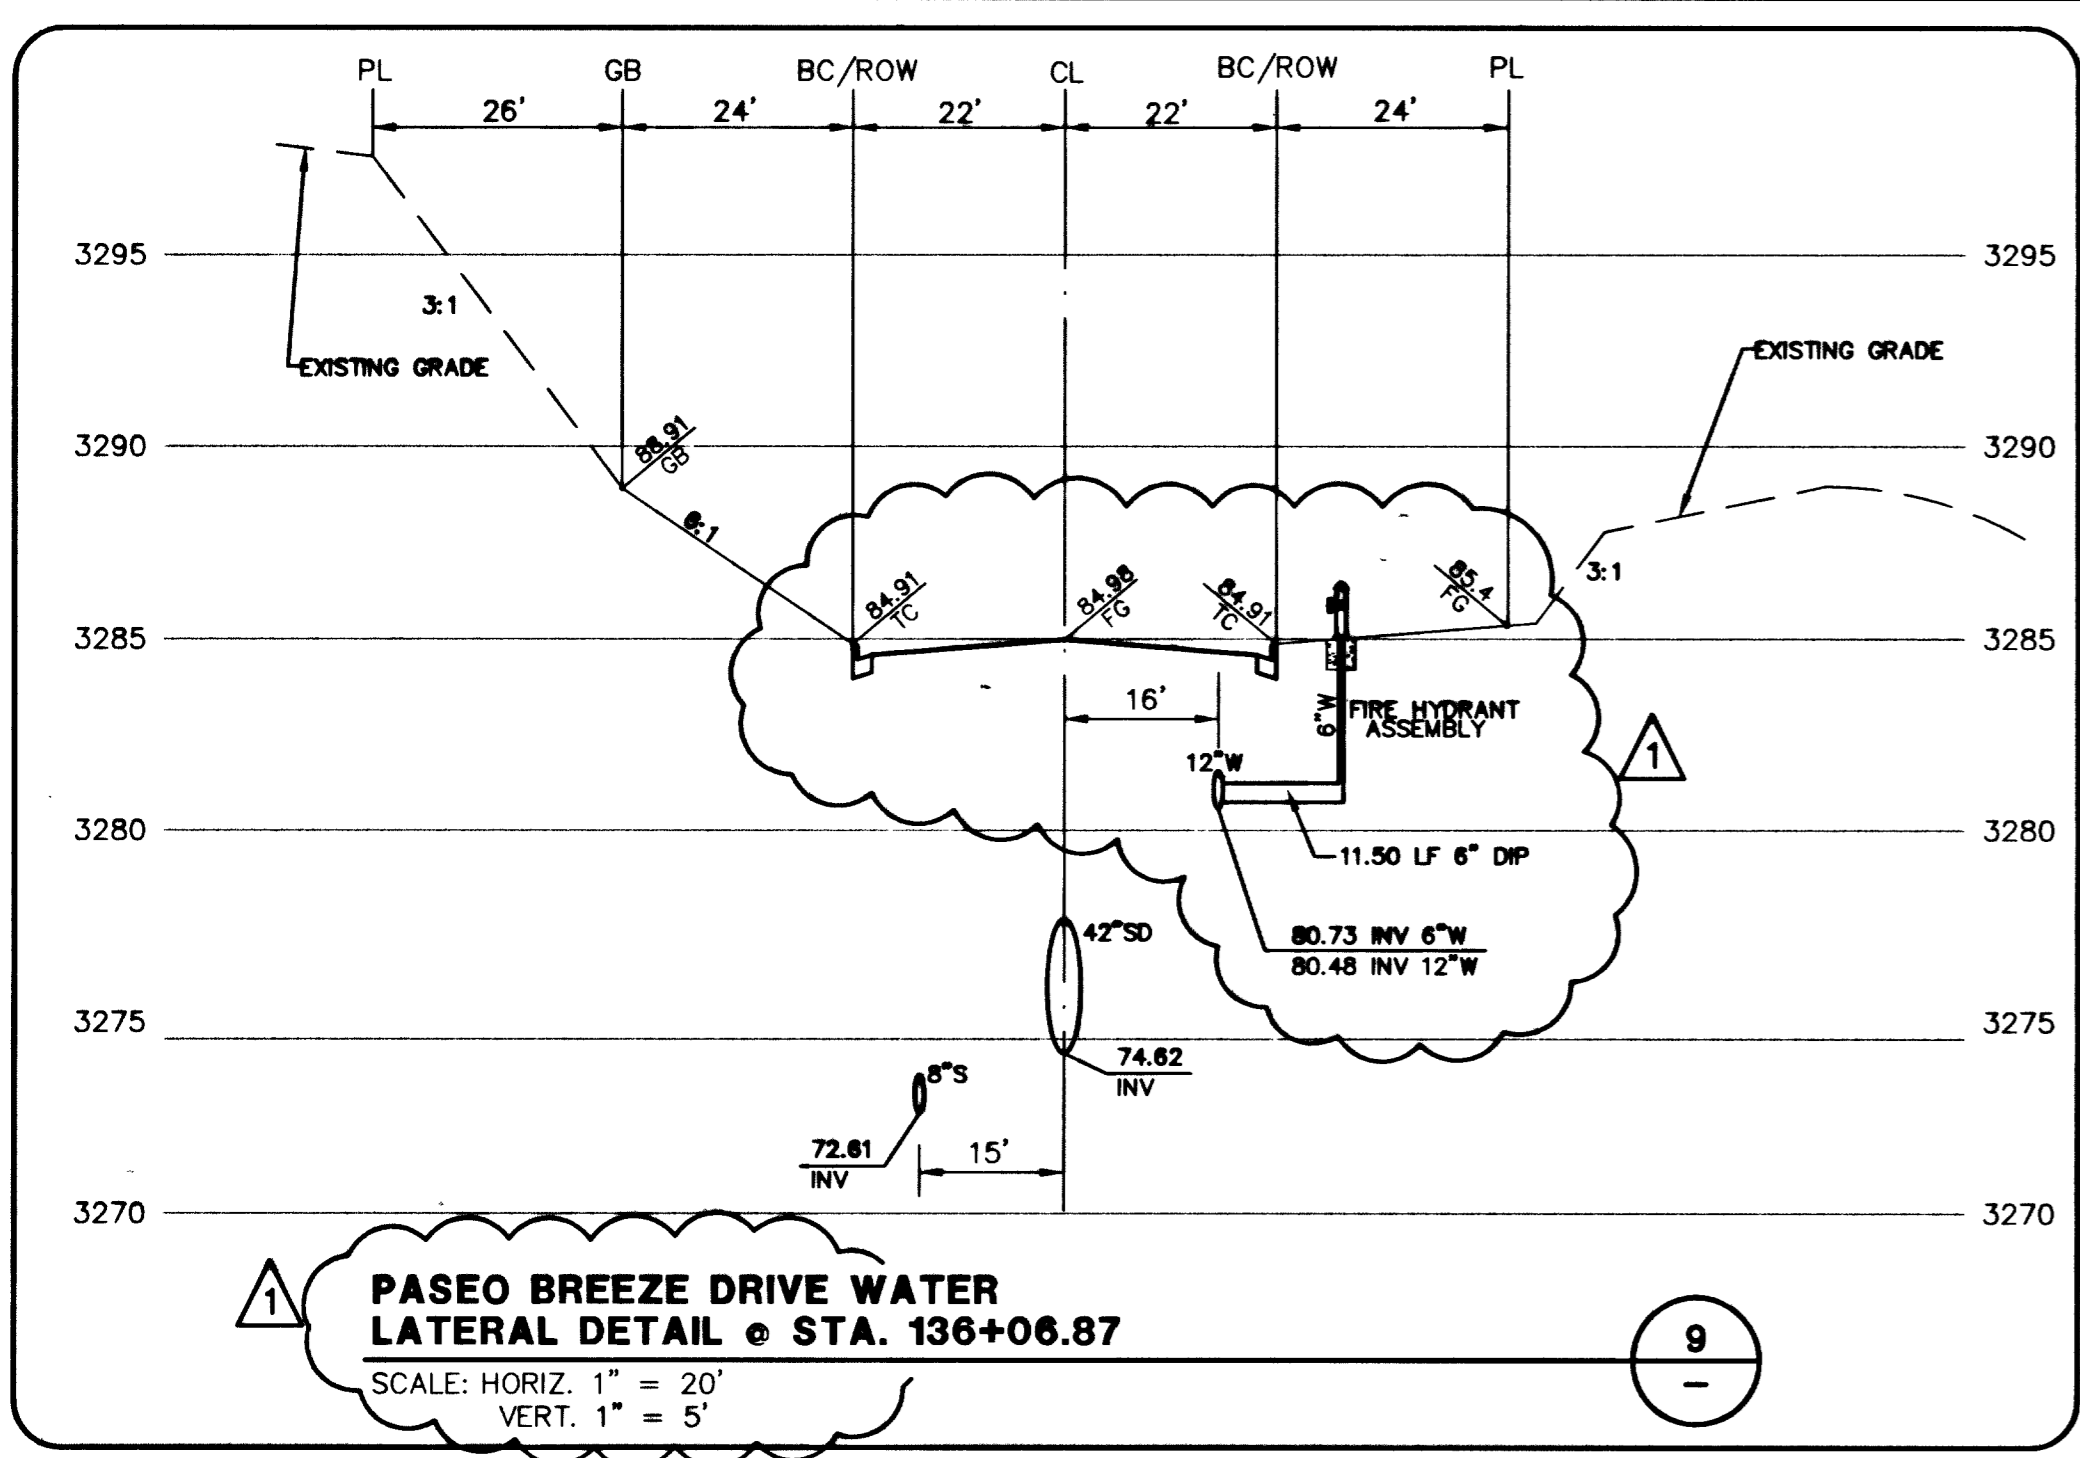 PL GB BC/ROW CL BC/ROW PL
26' 24' 22' 22' 24'
3295 3295
3:1
EXISTING GRADE
EXISTING GRADE
3290 3290
88.91
GB
6:1
84.91
TC
84.98
FG
84.91
TC
85.4
FG
3:1
3285 3285
16'
6"W
FIRE HYDRANT
ASSEMBLY
1
12"W
3280 3280
11.50 LF 6" DIP
42"SD
80.73 INV 6"W
80.48 INV 12"W
3275 3275
74.62
INV
8"S
72.61
INV
15'
3270 3270
1
PASEO BREEZE DRIVE WATER
LATERAL DETAIL @ STA. 136+06.87
SCALE: HORIZ. 1" = 20'
VERT. 1" = 5'
9
–